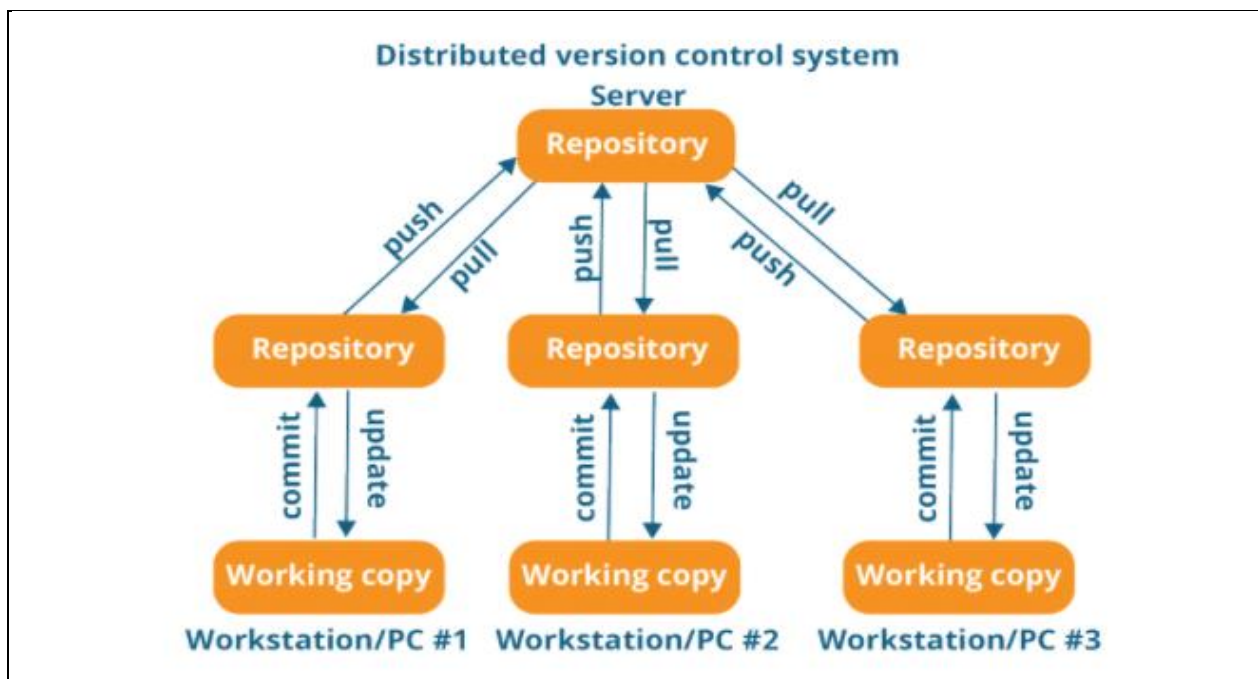 Distributed version control system
Server
Repository
push
pull
push
pull
push
pull
Repository
Repository
Repository
commit
update
commit
update
commit
update
Working copy
Working copy
Working copy
Workstation/PC #1
Workstation/PC #2
Workstation/PC #3